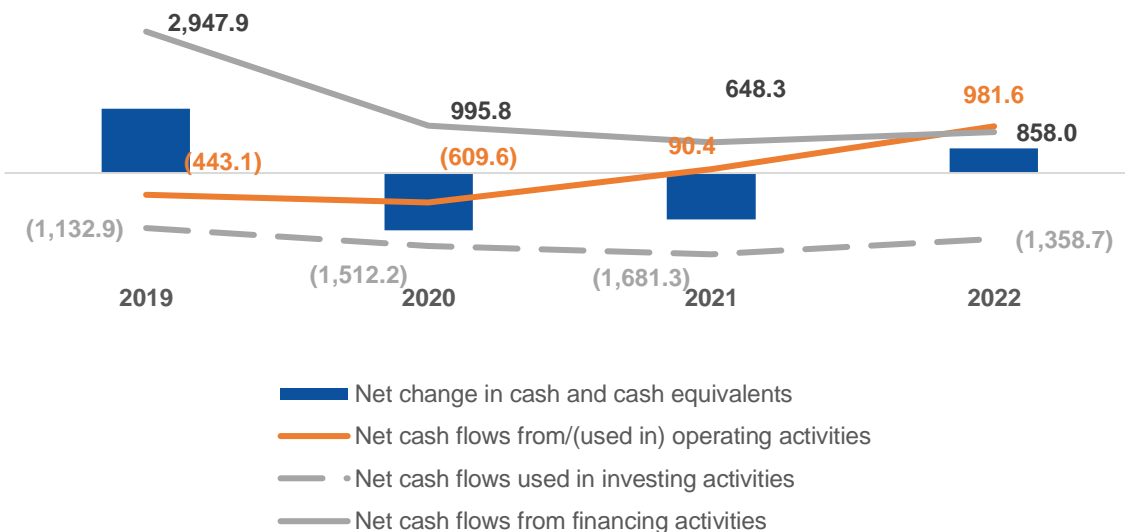 2,947.9
995.8
648.3
981.6
858.0
(443.1)
(609.6)
90.4
(1,132.9)
(1,512.2)
(1,681.3)
(1,358.7)
2019 2020 2021 2022
Net change in cash and cash equivalents
Net cash flows from/(used in) operating activities
Net cash flows used in investing activities
Net cash flows from financing activities